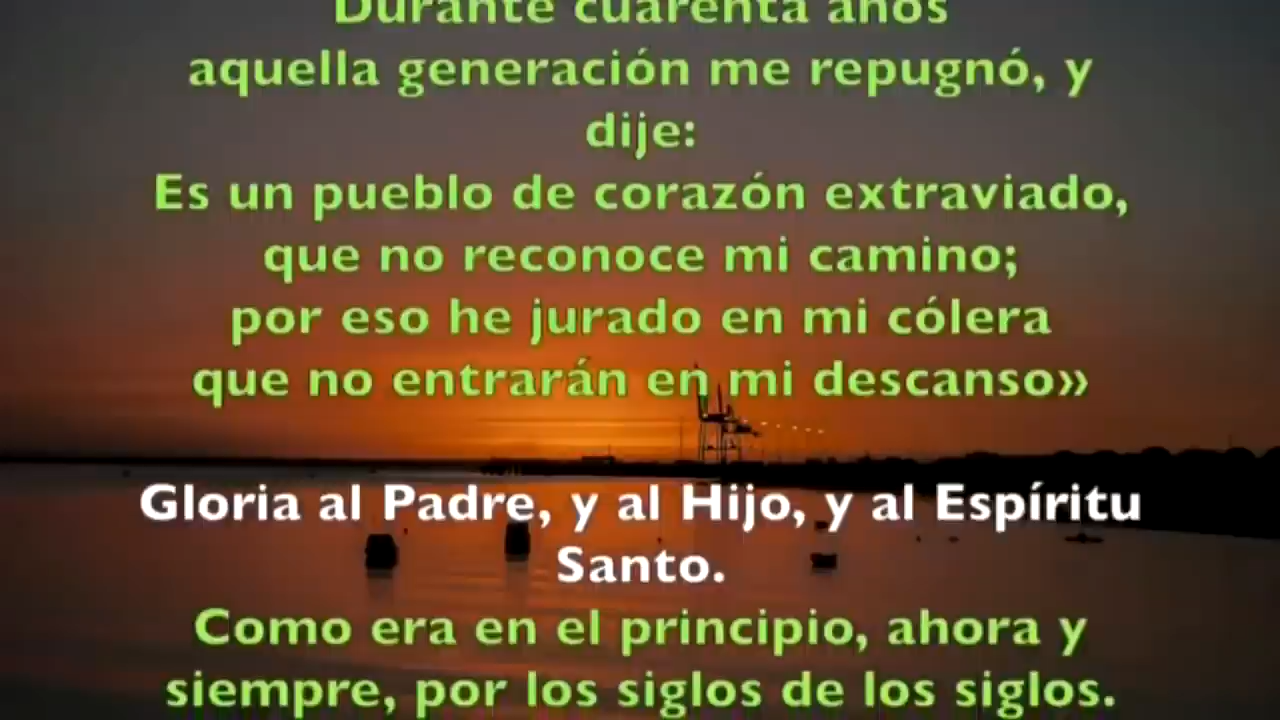 Durante cuarenta años
aquella generación me repugnó, y
dije:
Es un pueblo de corazón extraviado,
que no reconoce mi camino;
por eso he jurado en mi cólera
que no entrarán en mi descanso»
Gloria al Padre, y al Hijo, y al Espíritu
Santo.
Como era en el principio, ahora y
siempre, por los siglos de los siglos.